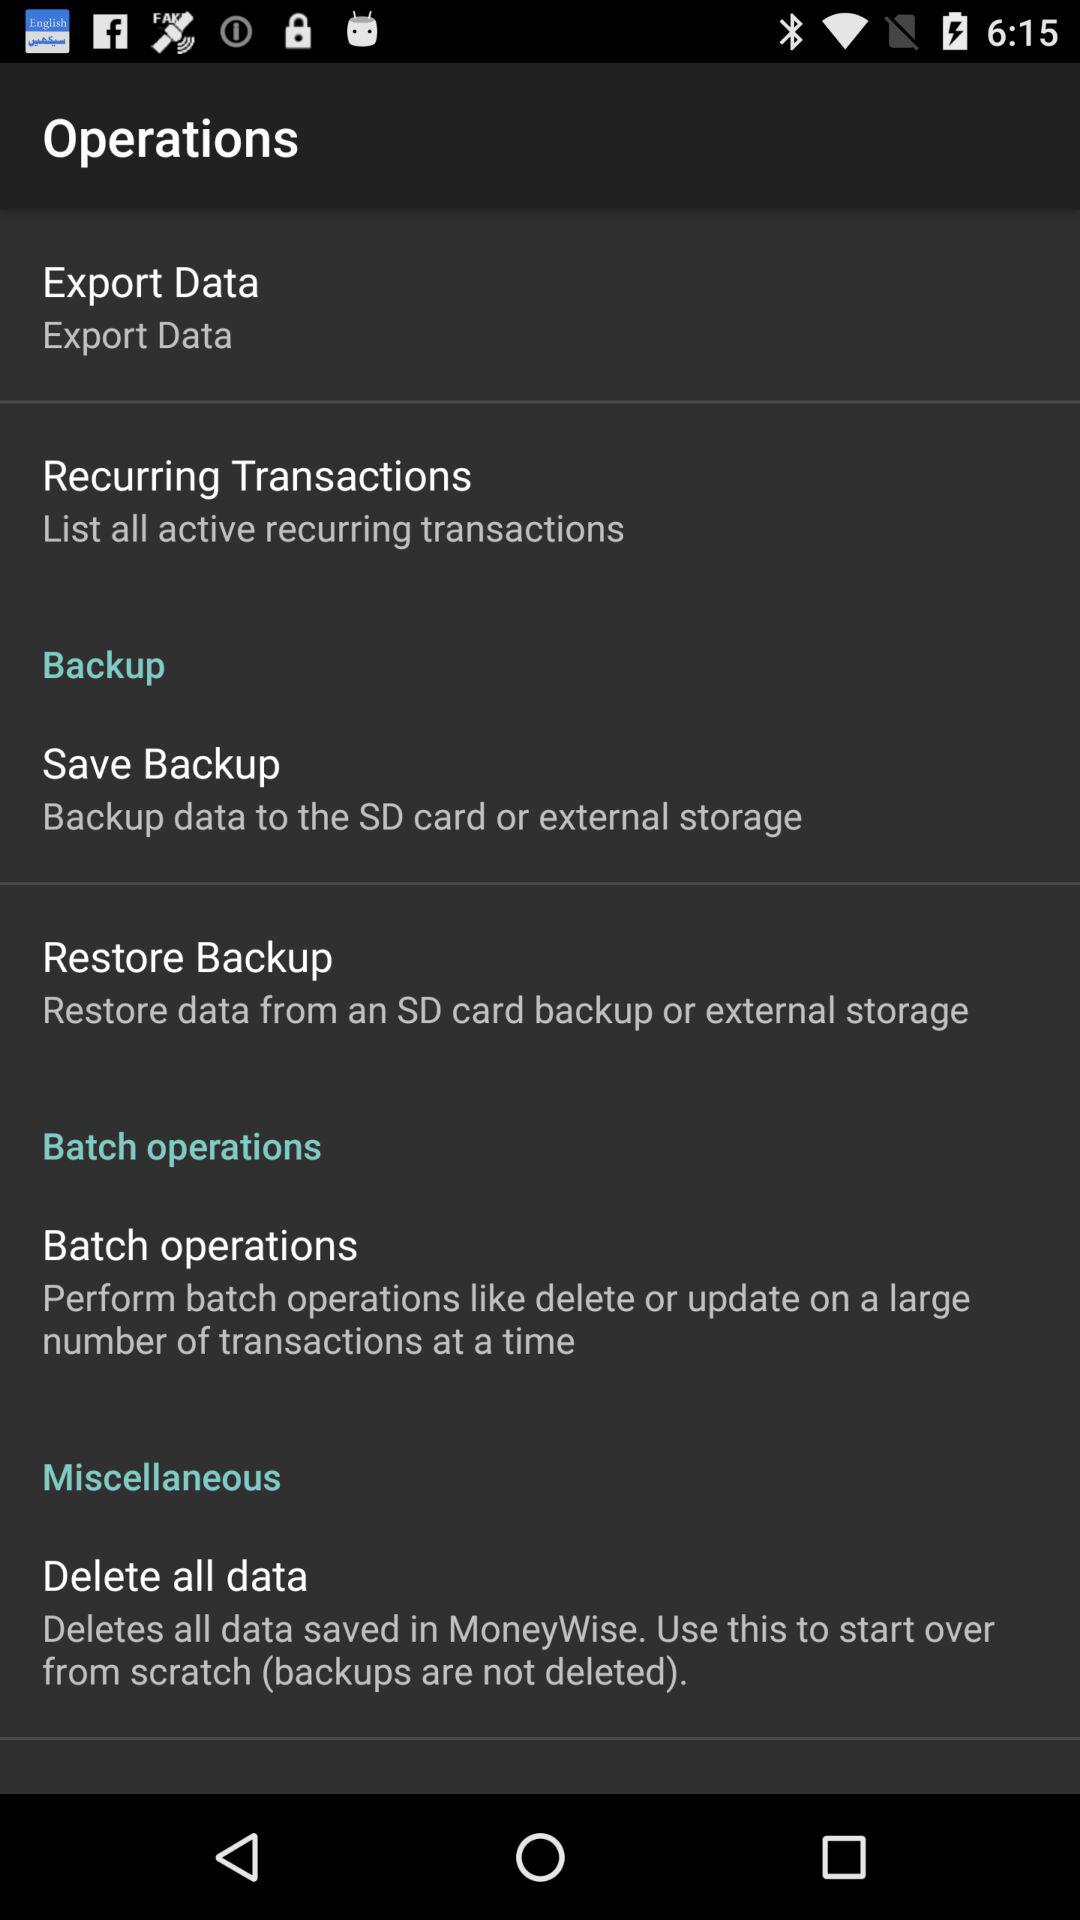 English
سیکھیں
FAKE
6:15
Operations
Export Data
Export Data
Recurring Transactions
List all active recurring transactions
Backup
Save Backup
Backup data to the SD card or external storage
Restore Backup
Restore data from an SD card backup or external storage
Batch operations
Batch operations
Perform batch operations like delete or update on a large
number of transactions at a time
Miscellaneous
Delete all data
Deletes all data saved in MoneyWise. Use this to start over
from scratch (backups are not deleted).